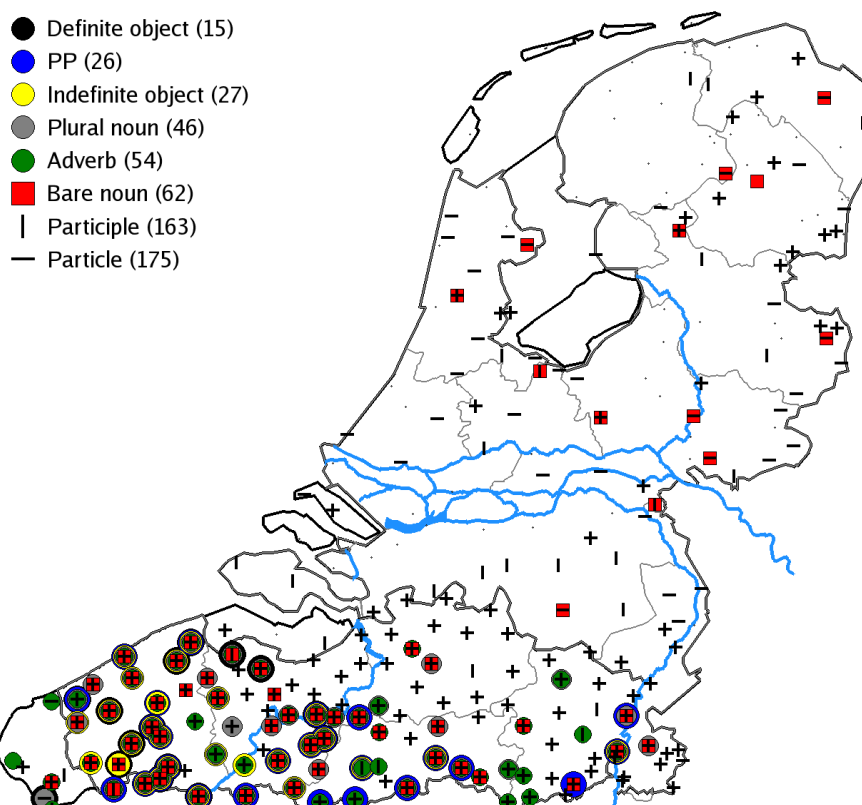 Definite object (15)
PP (26)
Indefinite object (27)
Plural noun (46)
Adverb (54)
Bare noun (62)
Participle (163)
Particle (175)